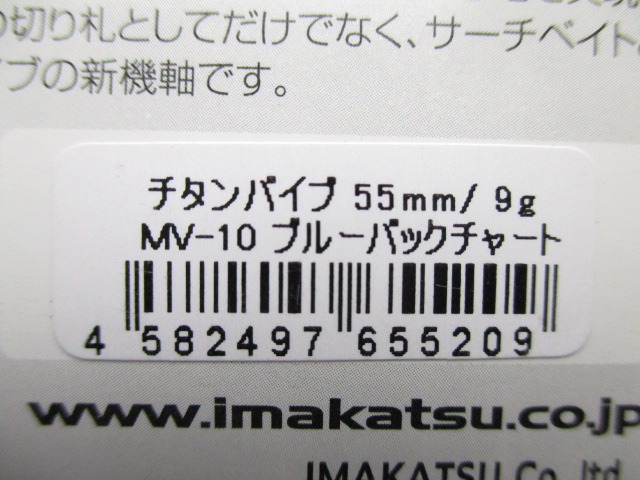 の切り札としてだけでなく、サーチベイト
イブの新機軸です。
チタンバイブ 55mm/ 9g
MV-10 ブルーバックチャート
4 582497 655209
www.imakatsu.co.jp
IMAKATSU Co.,ltd.